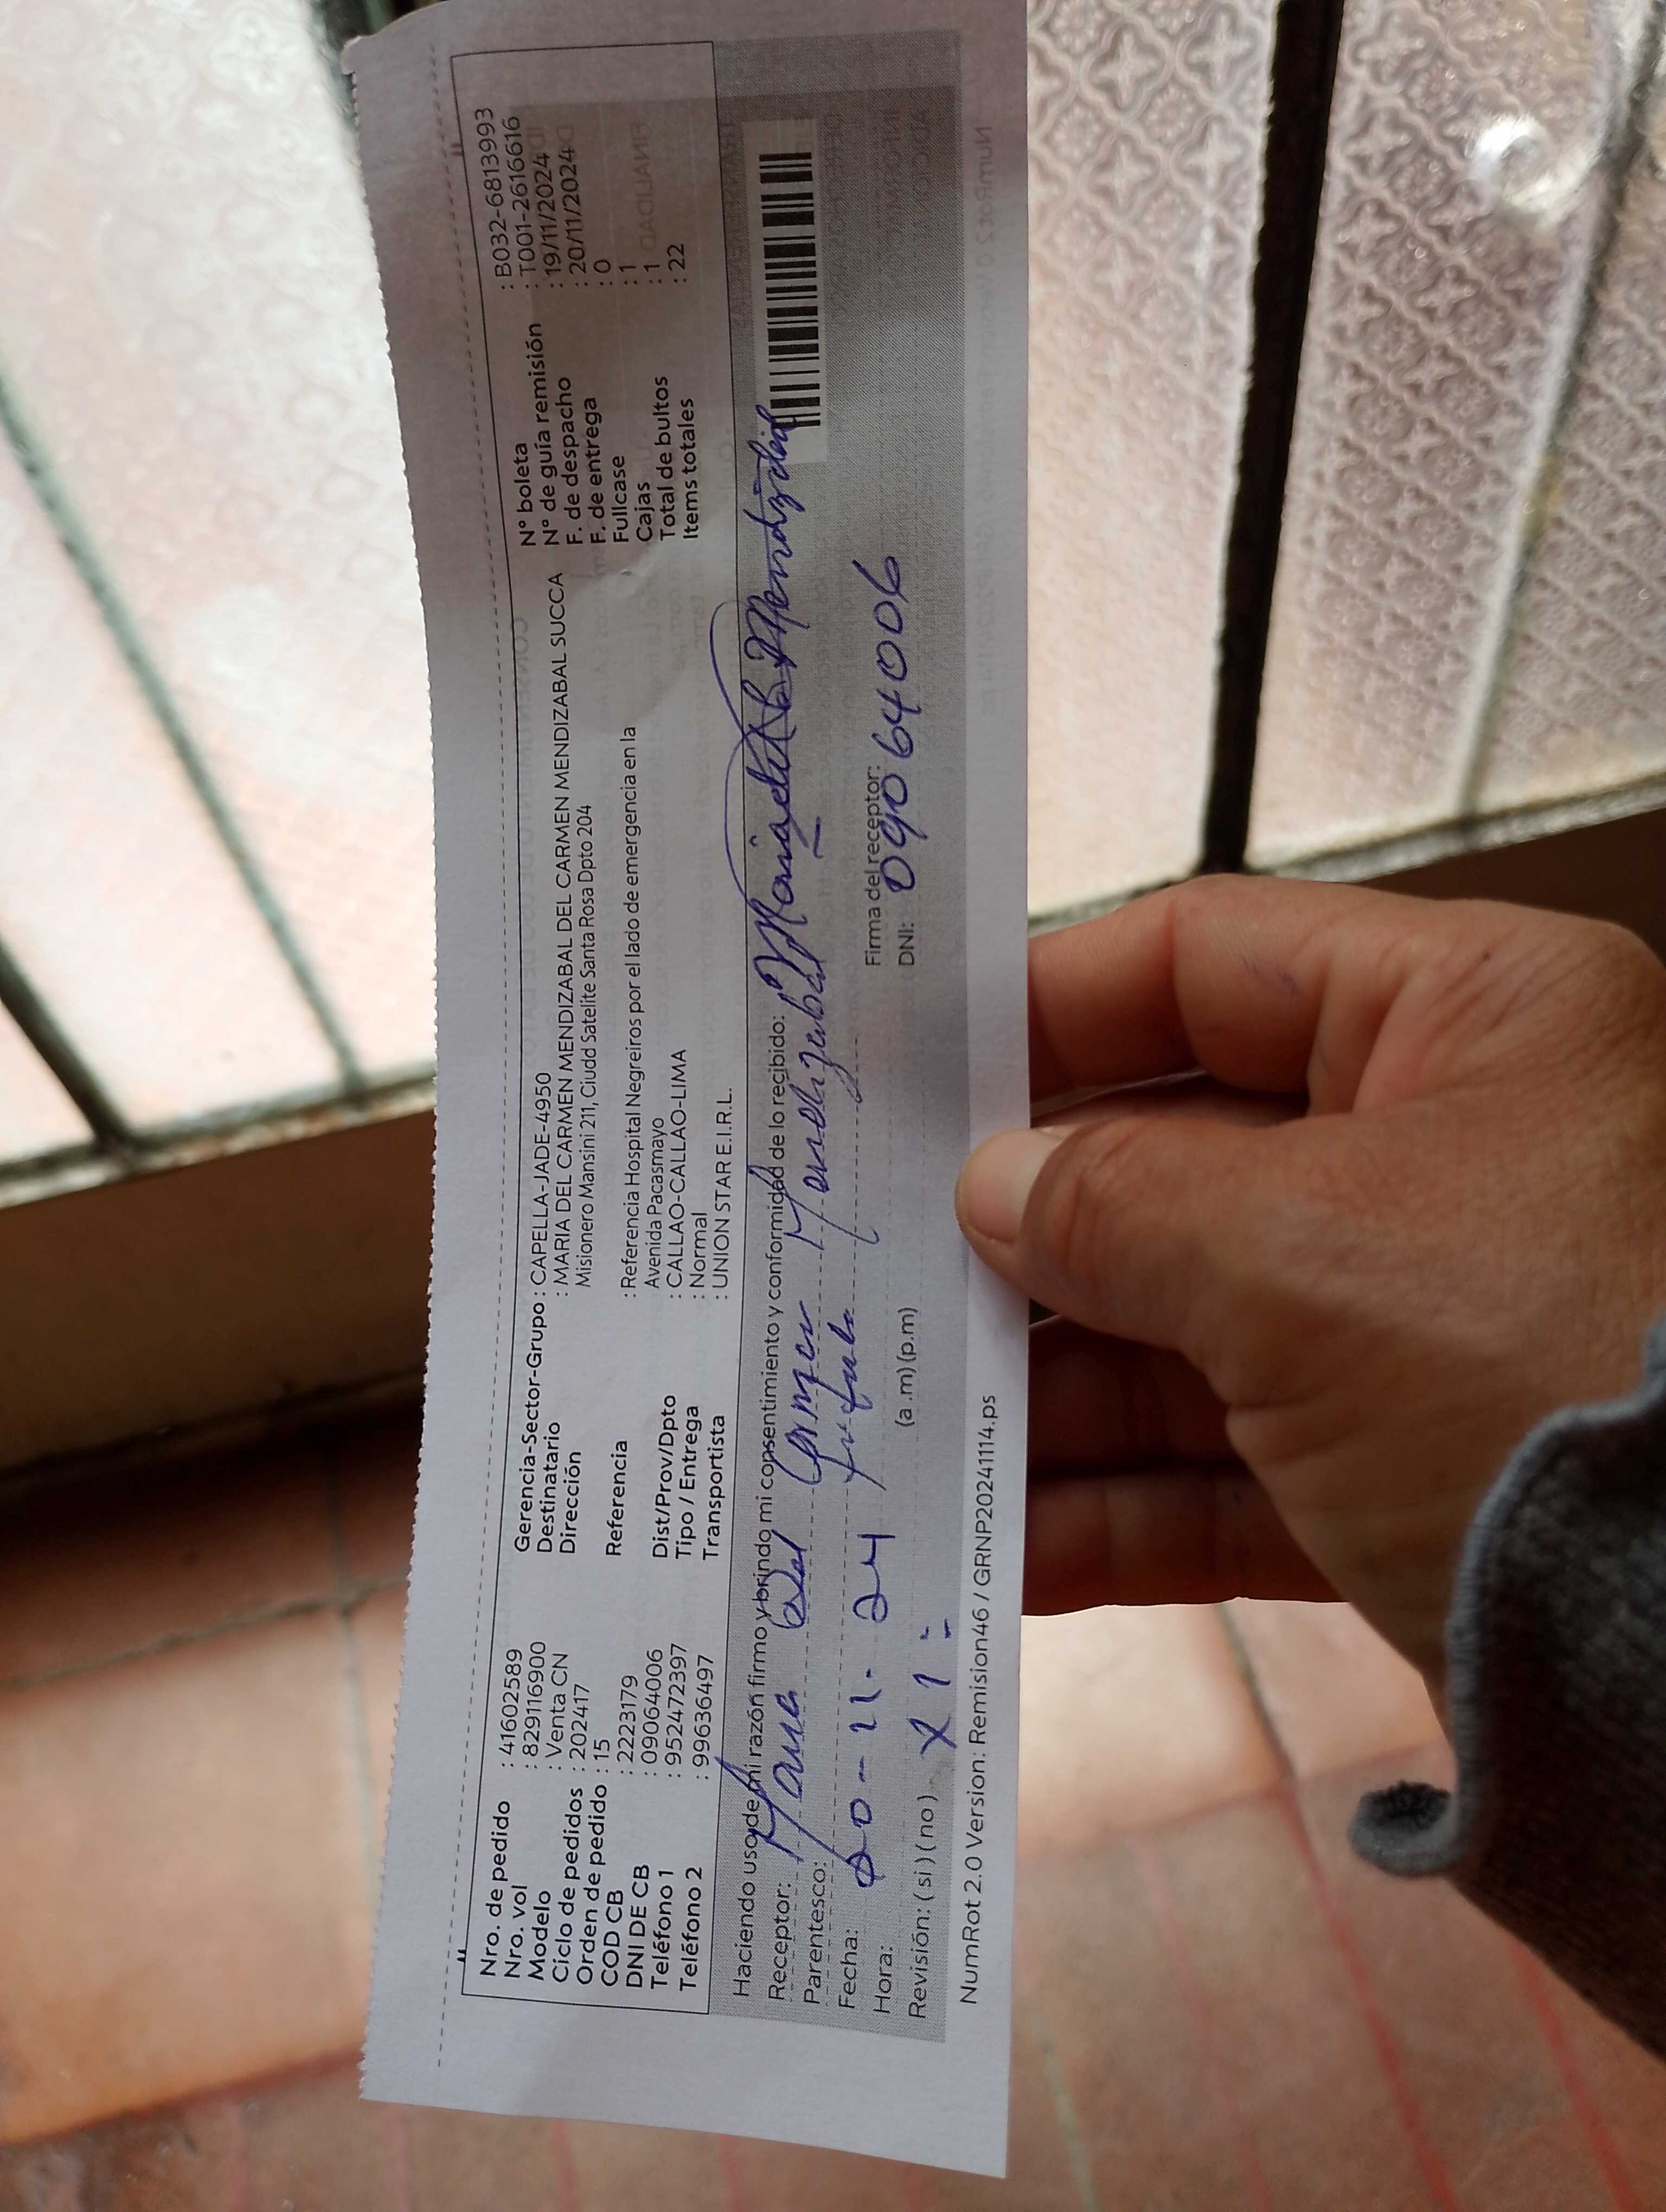 Nro. de pedido : 41602589
Nro. vol : 8291116900
Modelo : Venta CN
Ciclo de pedidos : 202417
Orden de pedido : 15
COD CB : 2223179
DNI DE CB : 09064006
Teléfono 1 : 952472397
Teléfono 2 : 999636497
Gerencia-Sector-Grupo : CAPELLA-JADE-4950
Destinatario : MARIA DEL CARMEN MENDIZABAL DEL CARMEN MENDIZABAL SUCCA
Dirección Misionero Mansini 211, Ciudd Satelite Santa Rosa Dpto 204
Referencia : Referencia Hospital Negreiros por el lado de emergencia en la
Avenida Pacasmayo
Dist/Prov/Dpto : CALLAO-CALLAO-LIMA
Tipo / Entrega : Normal
Transportista : UNION STAR E.I.R.L.
N° boleta : B032-6813993
N° de guía remisión : T001-2616616
F. de despacho : 19/11/2024
F. de entrega : 20/11/2024
Fullcase : 0
Cajas : 1
Total de bultos : 1
Items totales : 22
Haciendo uso de mi razón firmo y brindo mi consentimiento y conformidad de lo recibido:
Receptor: Maria del Carmen Mendizabal
Parentesco:
Fecha: 20-11-24
Hora: (a.m) (p.m)
Revisión: (si) (no)
Maria del C Mendizabal
Firma del receptor:
DNI: 09064006
NumRot 2.0 Version: Remision46 / GRNP20241114.ps